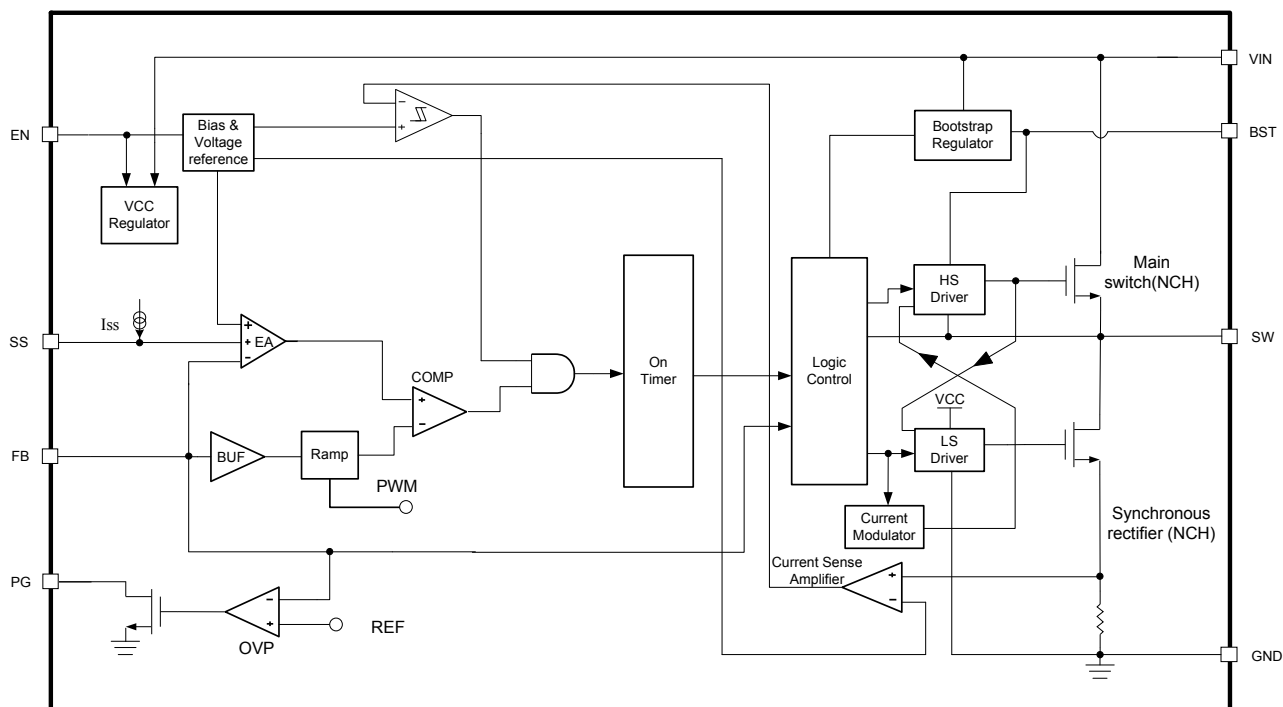 VIN
EN
Bias &
Voltage
reference
-
+
Bootstrap
Regulator
BST
VCC
Regulator
HS
Driver
Main
switch(NCH)
Iss
SS
+
+
-
EA
On
Timer
Logic
Control
SW
COMP
+
-
VCC
LS
Driver
FB
BUF
Ramp
PWM
Current
Modulator
Synchronous
rectifier (NCH)
PG
Current Sense
Amplifier
+
-
-
+
OVP
REF
GND